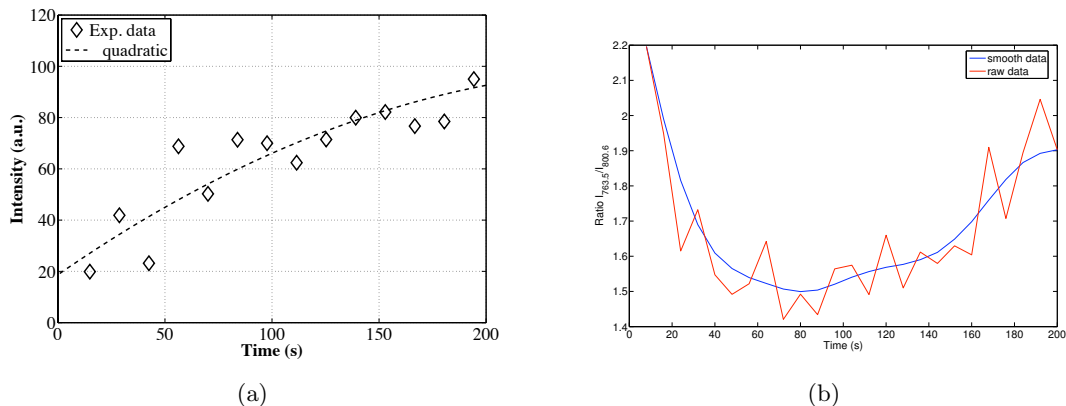 120
100
80
60
40
20
0
0 50 100 150 200
Intensity (a.u.)
Time (s)
Exp. data
quadratic
(a)
2.2
2.1
2
1.9
1.8
1.7
1.6
1.5
1.4
0 20 40 60 80 100 120 140 160 180 200
Ratio I763.5/I800.6
Time (s)
smooth data
raw data
(b)